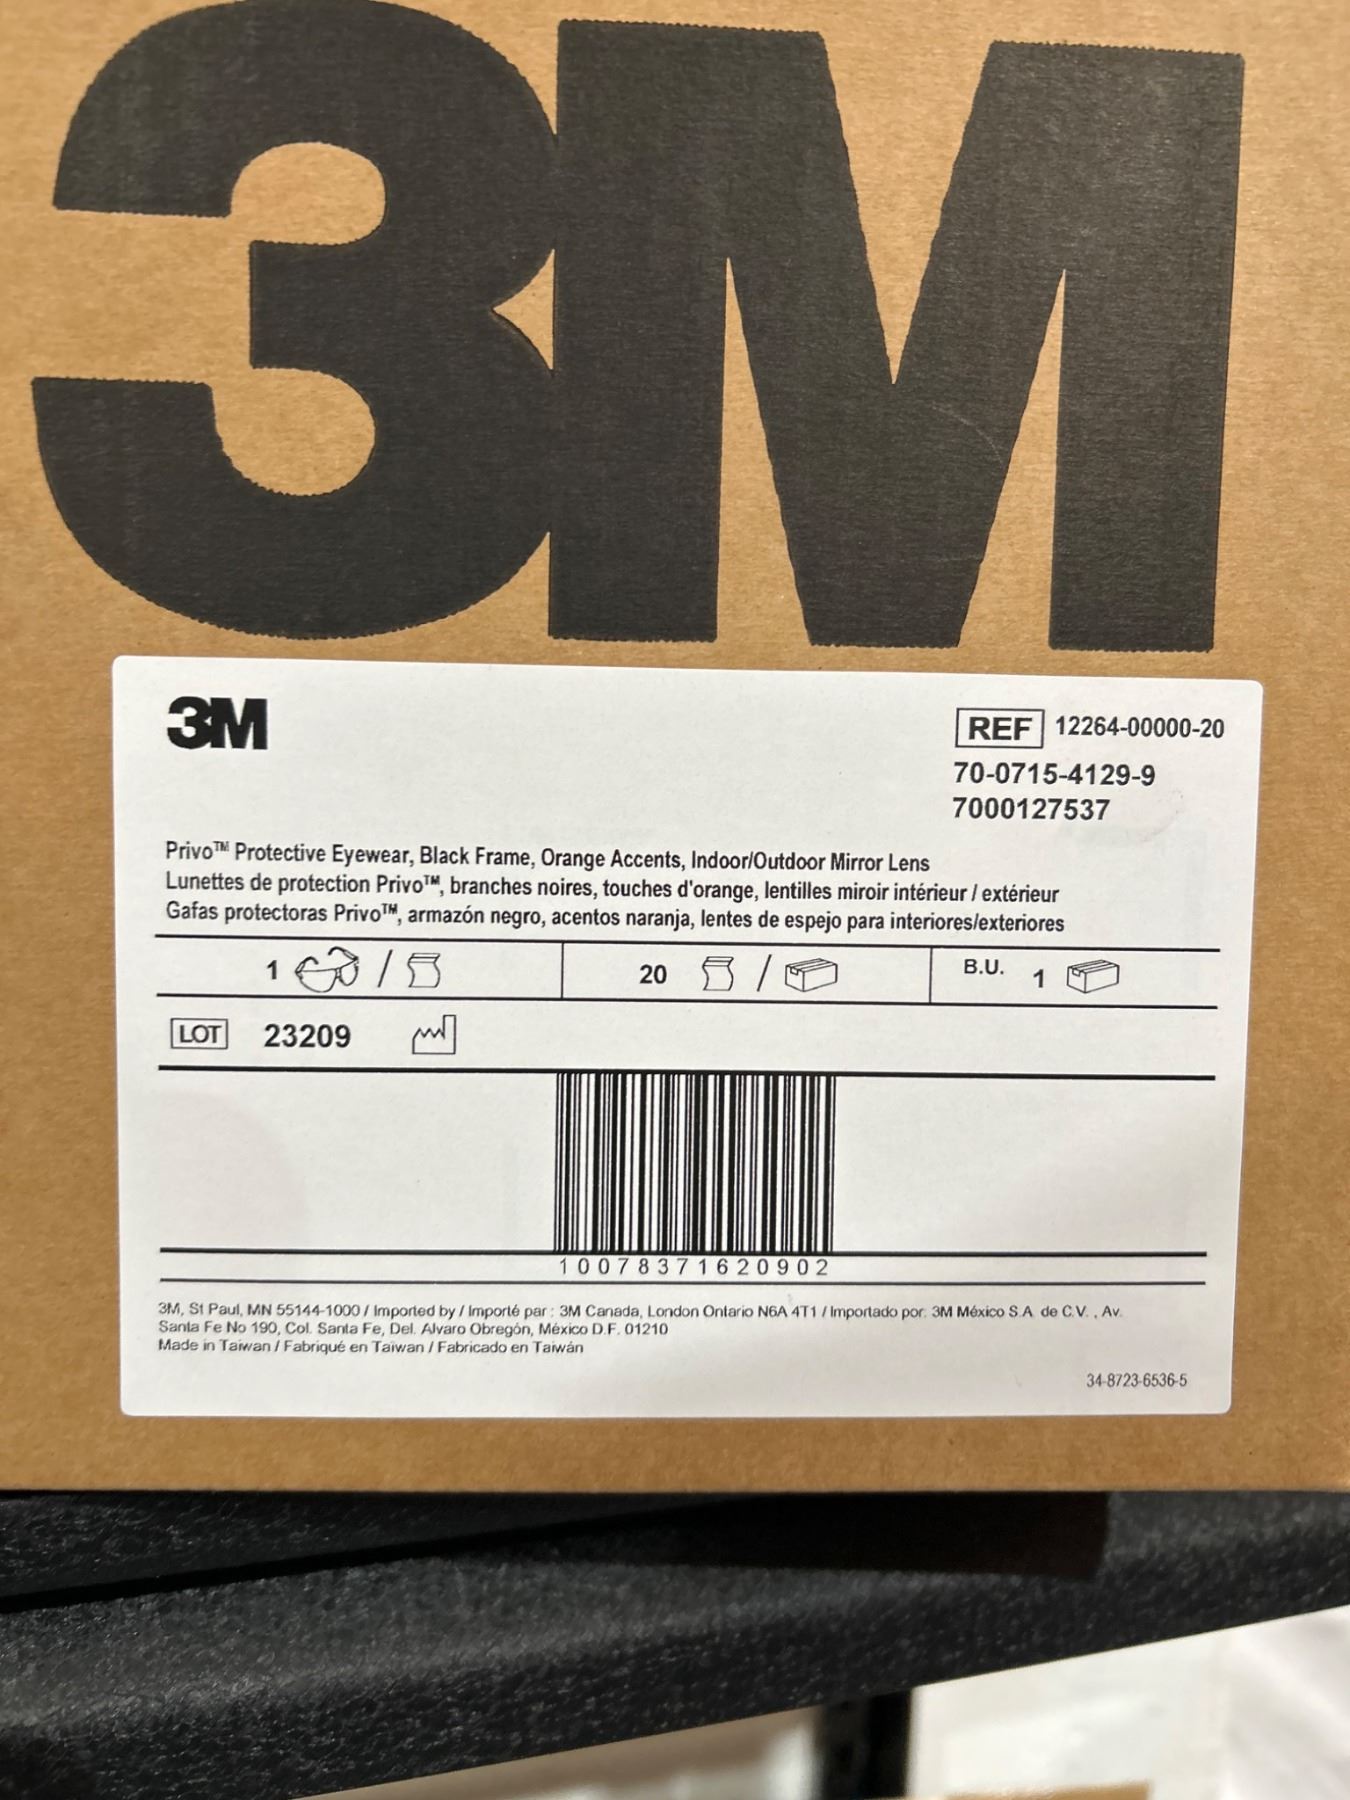 3M
3M
REF 12264-00000-20
70-0715-4129-9
7000127537
Privo™ Protective Eyewear, Black Frame, Orange Accents, Indoor/Outdoor Mirror Lens
Lunettes de protection Privo™, branches noires, touches d'orange, lentilles miroir intérieur / extérieur
Gafas protectoras Privo™, armazón negro, acentos naranja, lentes de espejo para interiores/exteriores
1 / 20 / B.U. 1
LOT 23209
10078371620902
3M, St Paul, MN 55144-1000 / Imported by / Importé par : 3M Canada, London Ontario N6A 4T1 / Importado por: 3M México S.A. de C.V. , Av.
Santa Fe No 190, Col. Santa Fe, Del. Alvaro Obregón, México D.F. 01210
Made in Taiwan / Fabriqué en Taïwan / Fabricado en Taiwán
34-8723-6536-5